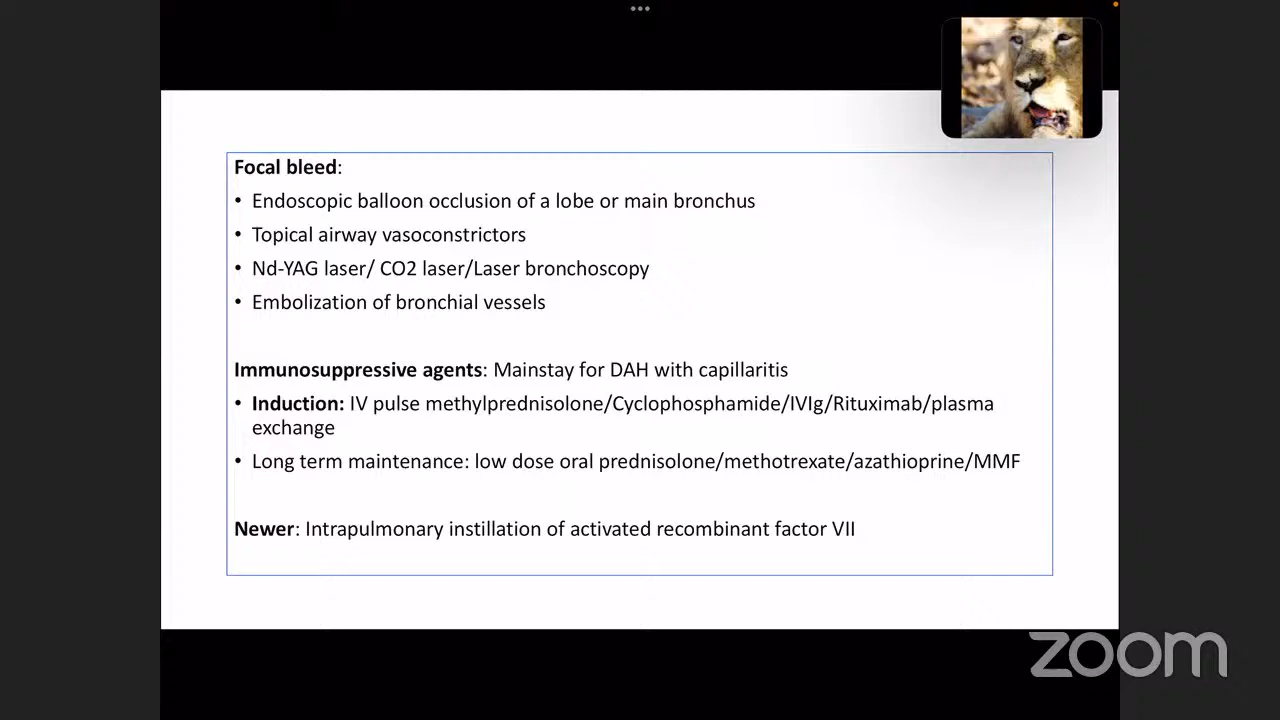 Focal bleed:
• Endoscopic balloon occlusion of a lobe or main bronchus
• Topical airway vasoconstrictors
• Nd-YAG laser/ CO2 laser/Laser bronchoscopy
• Embolization of bronchial vessels
Immunosuppressive agents: Mainstay for DAH with capillaritis
• Induction: IV pulse methylprednisolone/Cyclophosphamide/IVIg/Rituximab/plasma
exchange
• Long term maintenance: low dose oral prednisolone/methotrexate/azathioprine/MMF
Newer: Intrapulmonary instillation of activated recombinant factor VII
zoom